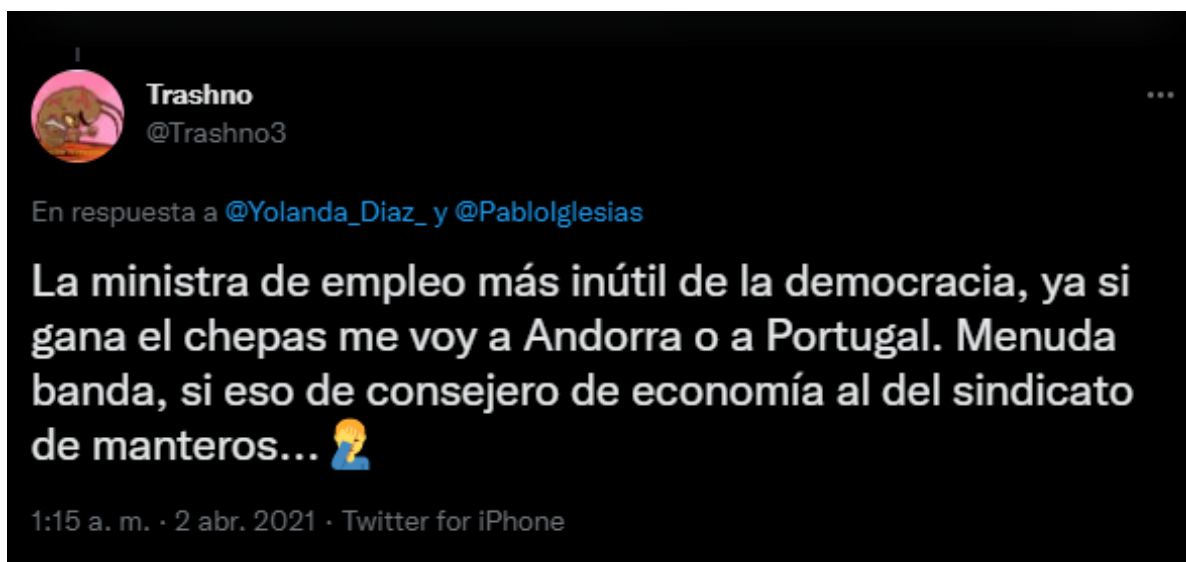 Trashno
@Trashno3
En respuesta a @Yolanda_Diaz_ y @PabloIglesias
La ministra de empleo más inútil de la democracia, ya si
gana el chepas me voy a Andorra o a Portugal. Menuda
banda, si eso de consejero de economía al del sindicato
de manteros... 🤦‍♂️
1:15 a. m. · 2 abr. 2021 · Twitter for iPhone